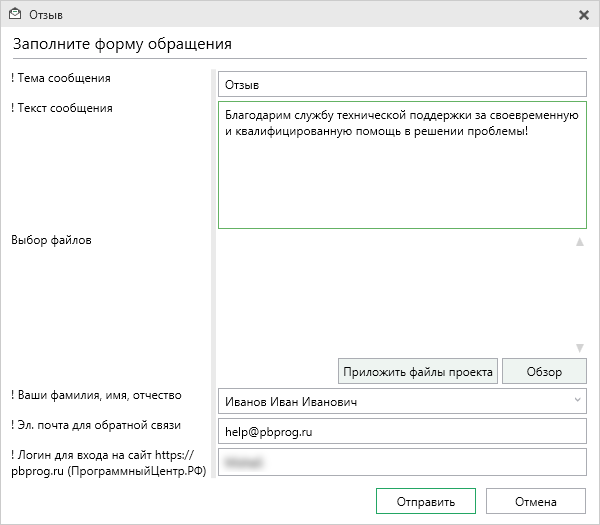 Отзыв
Заполните форму обращения
! Тема сообщения
Отзыв
! Текст сообщения
Благодарим службу технической поддержки за своевременную
и квалифицированную помощь в решении проблемы!
Выбор файлов
Приложить файлы проекта
Обзор
! Ваши фамилия, имя, отчество
Иванов Иван Иванович
! Эл. почта для обратной связи
help@pbprog.ru
! Логин для входа на сайт https://
pbprog.ru (ПрограммныйЦентр.РФ)
Отправить
Отмена